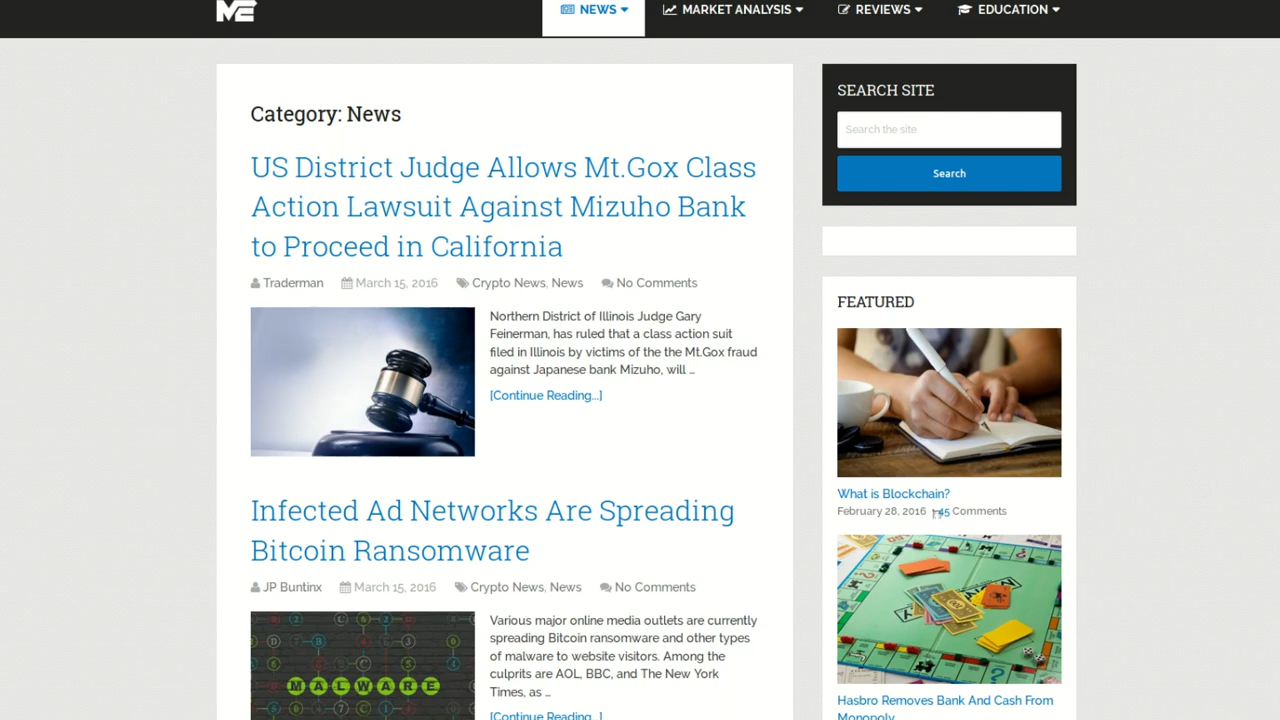 ME
NEWS
MARKET ANALYSIS
REVIEWS
EDUCATION
Category: News
US District Judge Allows Mt.Gox Class
Action Lawsuit Against Mizuho Bank
to Proceed in California
Traderman March 15, 2016 Crypto News, News No Comments
Northern District of Illinois Judge Gary
Feinerman, has ruled that a class action suit
filed in Illinois by victims of the the Mt.Gox fraud
against Japanese bank Mizuho, will ...
[Continue Reading...]
Infected Ad Networks Are Spreading
Bitcoin Ransomware
JP Buntinx March 15, 2016 Crypto News, News No Comments
MALWARE
Various major online media outlets are currently
spreading Bitcoin ransomware and other types
of malware to website visitors. Among the
culprits are AOL, BBC, and The New York
Times, as ...
[Continue Reading...]
SEARCH SITE
Search the site
Search
FEATURED
What is Blockchain?
February 28, 2016 45 Comments
Hasbro Removes Bank And Cash From
Monopoly